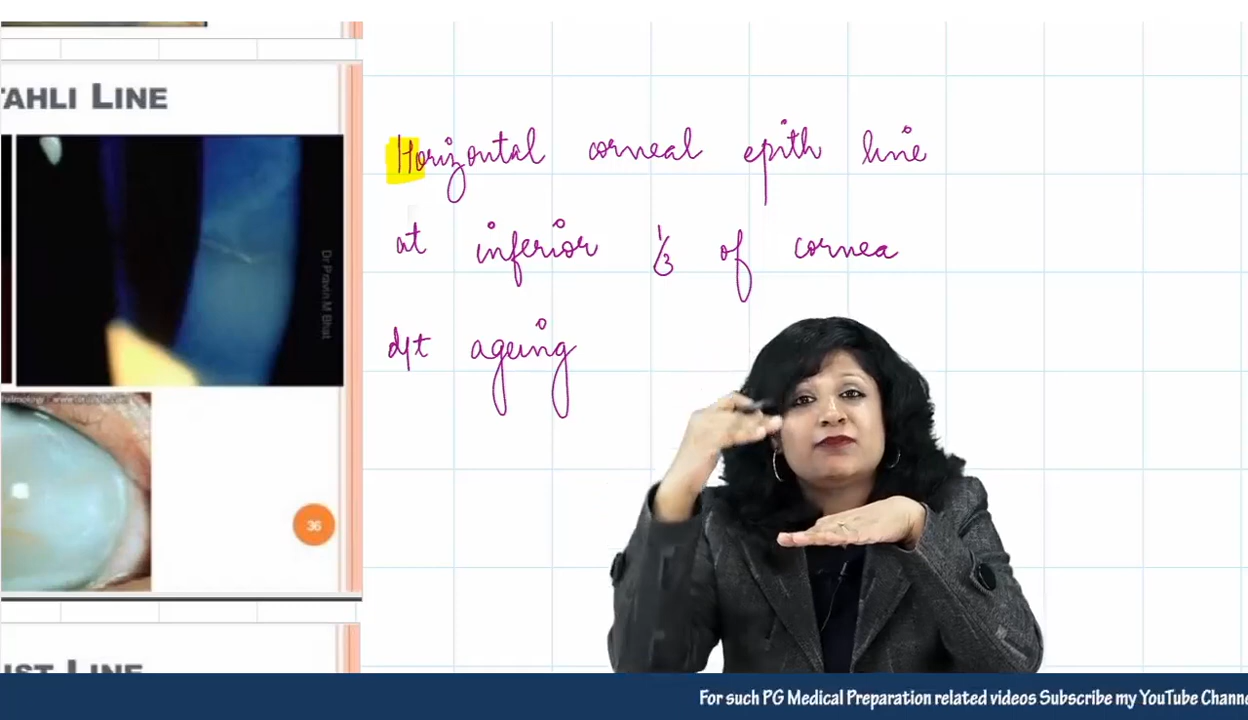 TAHLI LINE
Horizontal corneal epith line
at inferior 1/3 of cornea
d/t ageing
Dr Pravin M Bhat
36
LINE
For such PG Medical Preparation related videos Subscribe my YouTube Channe